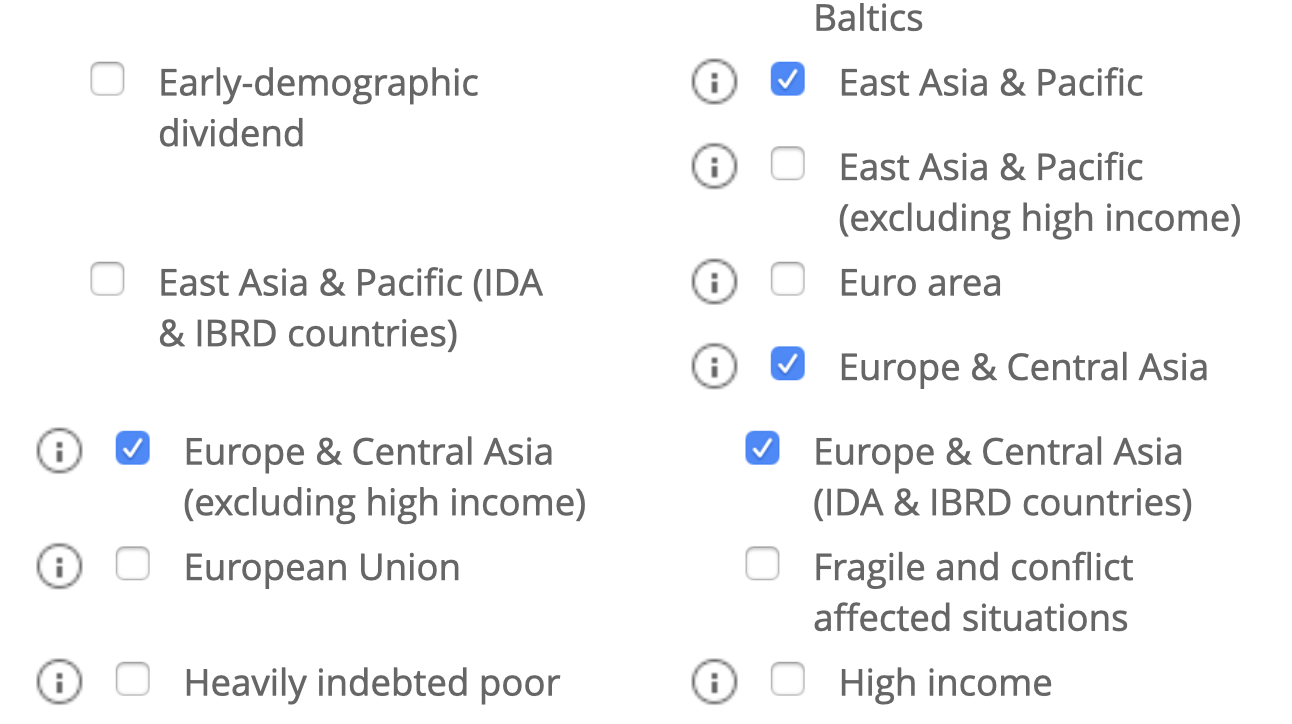 Baltics
Early-demographic
dividend
East Asia & Pacific
East Asia & Pacific
(excluding high income)
East Asia & Pacific (IDA
& IBRD countries)
Euro area
Europe & Central Asia
Europe & Central Asia
(excluding high income)
Europe & Central Asia
(IDA & IBRD countries)
European Union
Fragile and conflict
affected situations
Heavily indebted poor
High income